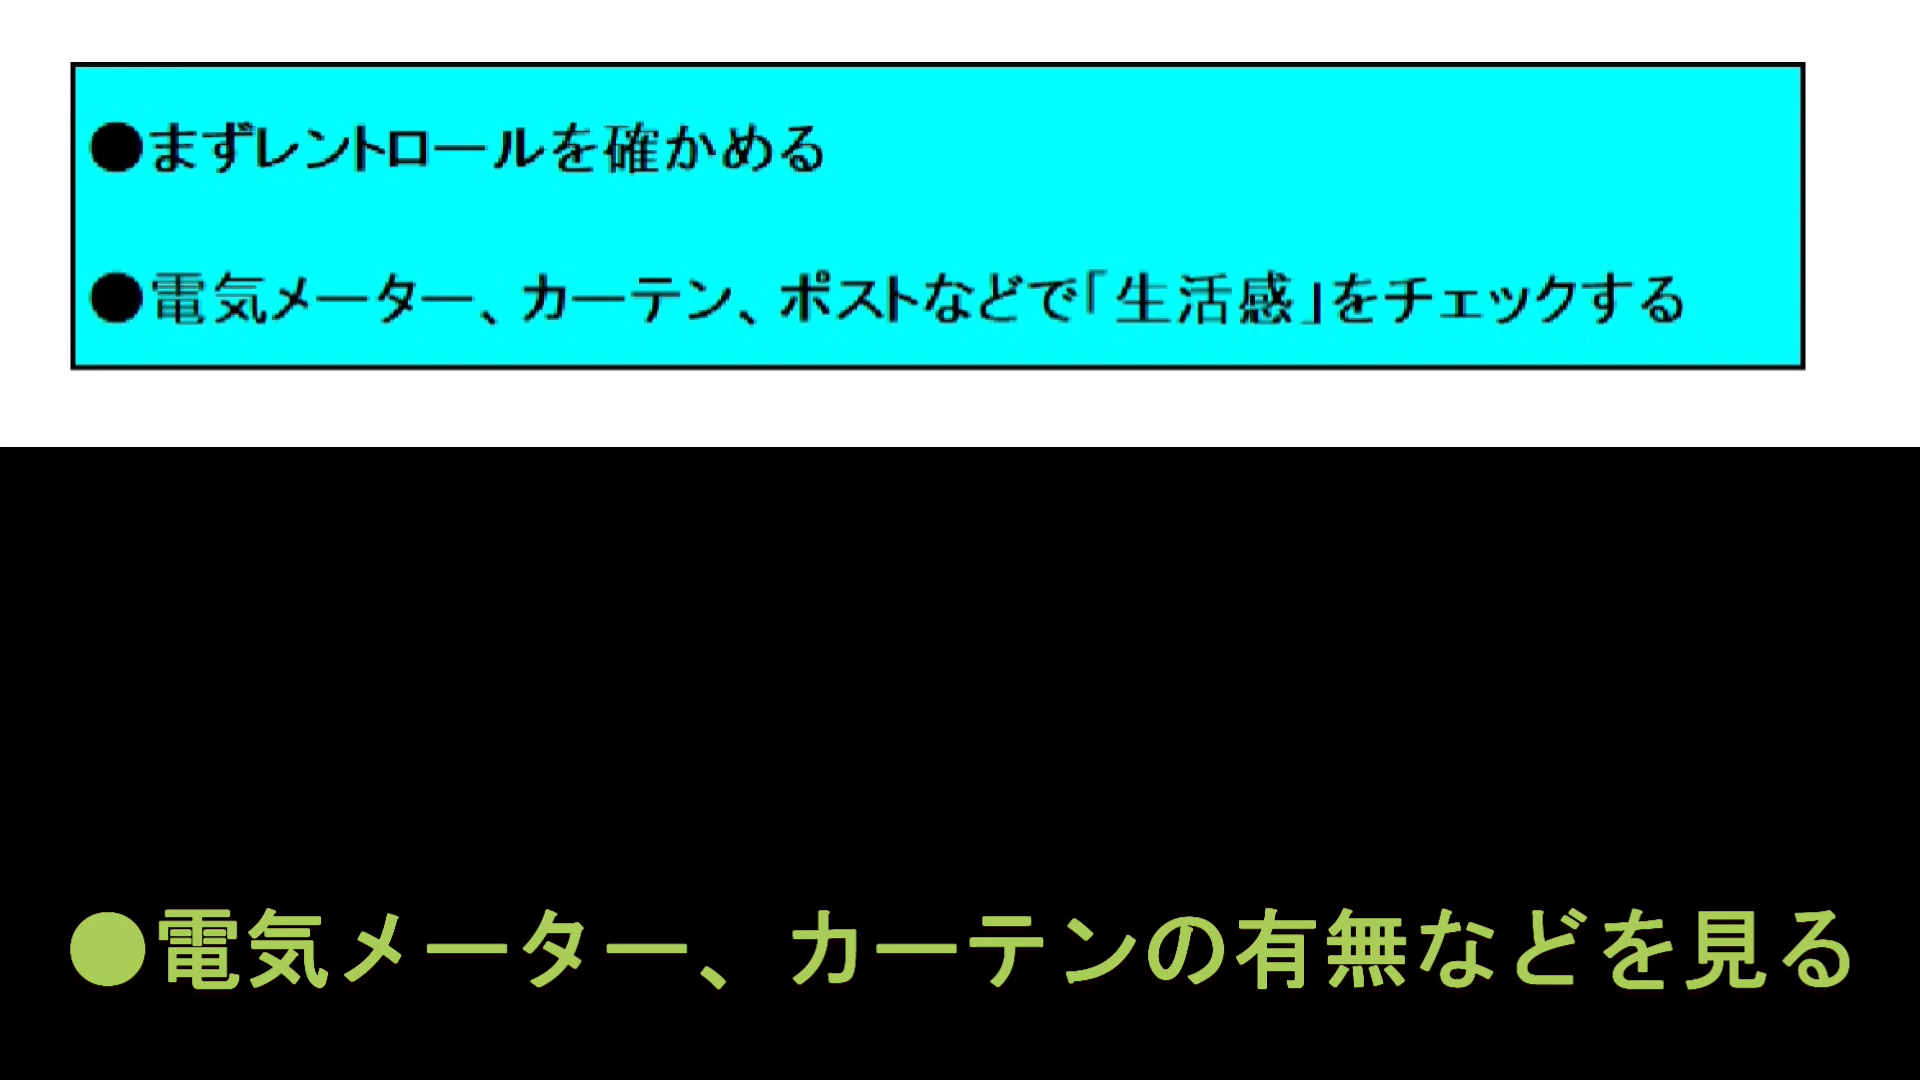 ●まずレントロールを確かめる
●電気メーター、カーテン、ポストなどで「生活感」をチェックする
●電気メーター、カーテンの有無などを見る